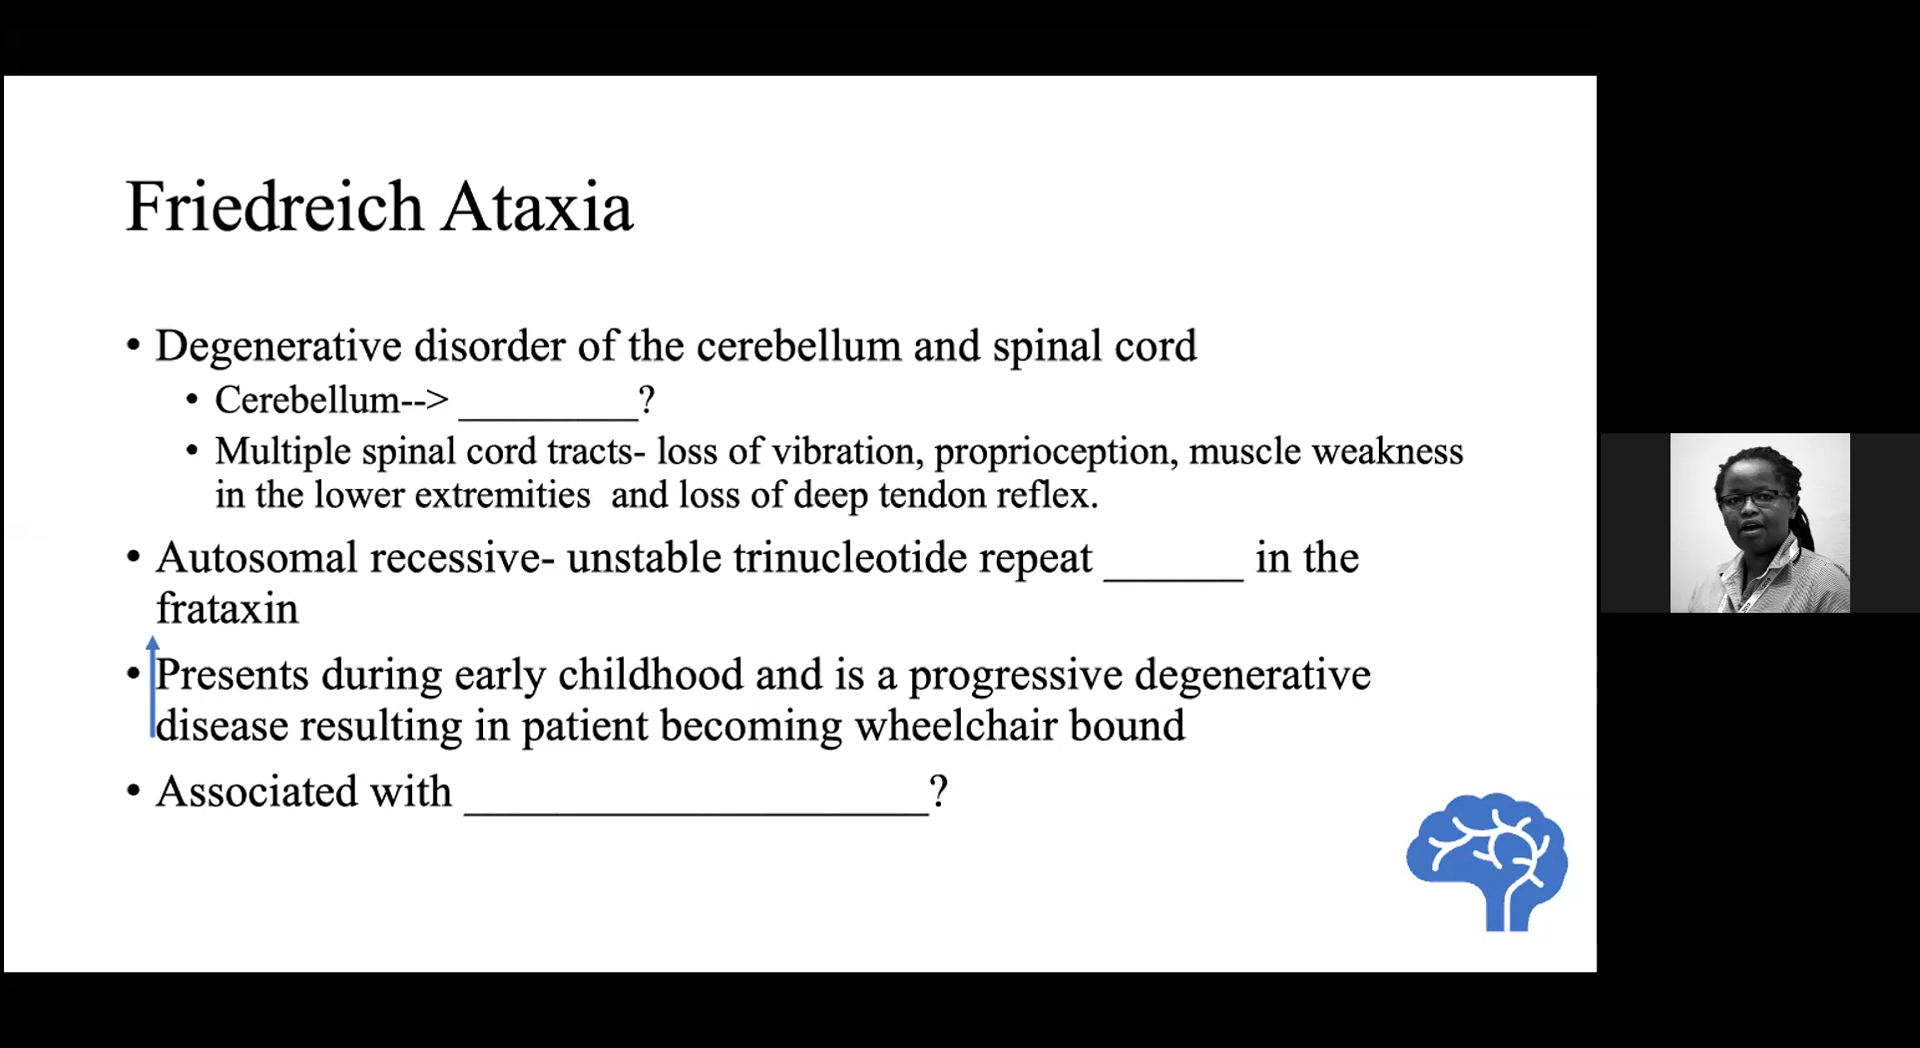 Friedreich Ataxia
• Degenerative disorder of the cerebellum and spinal cord
• Cerebellum--> _________?
• Multiple spinal cord tracts- loss of vibration, proprioception, muscle weakness
in the lower extremities and loss of deep tendon reflex.
• Autosomal recessive- unstable trinucleotide repeat ______ in the
frataxin
• Presents during early childhood and is a progressive degenerative
disease resulting in patient becoming wheelchair bound
• Associated with ____________________?